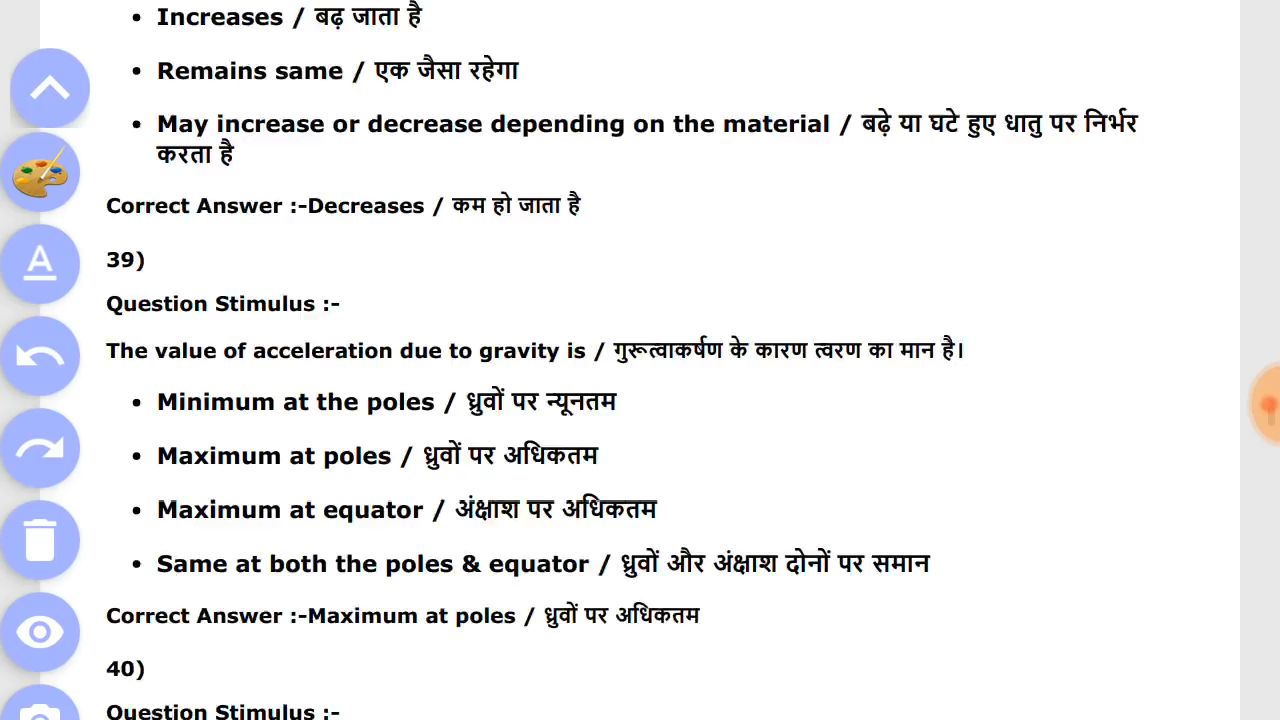 Increases / बढ़ जाता है
Remains same / एक जैसा रहेगा
May increase or decrease depending on the material / बढ़े या घटे हुए धातु पर निर्भर
करता है
Correct Answer :-Decreases / कम हो जाता है
39)
Question Stimulus :-
The value of acceleration due to gravity is / गुरूत्वाकर्षण के कारण त्वरण का मान है।
Minimum at the poles / ध्रुवों पर न्यूनतम
Maximum at poles / ध्रुवों पर अधिकतम
Maximum at equator / अंक्षाश पर अधिकतम
Same at both the poles & equator / ध्रुवों और अंक्षाश दोनों पर समान
Correct Answer :-Maximum at poles / ध्रुवों पर अधिकतम
40)
Question Stimulus :-